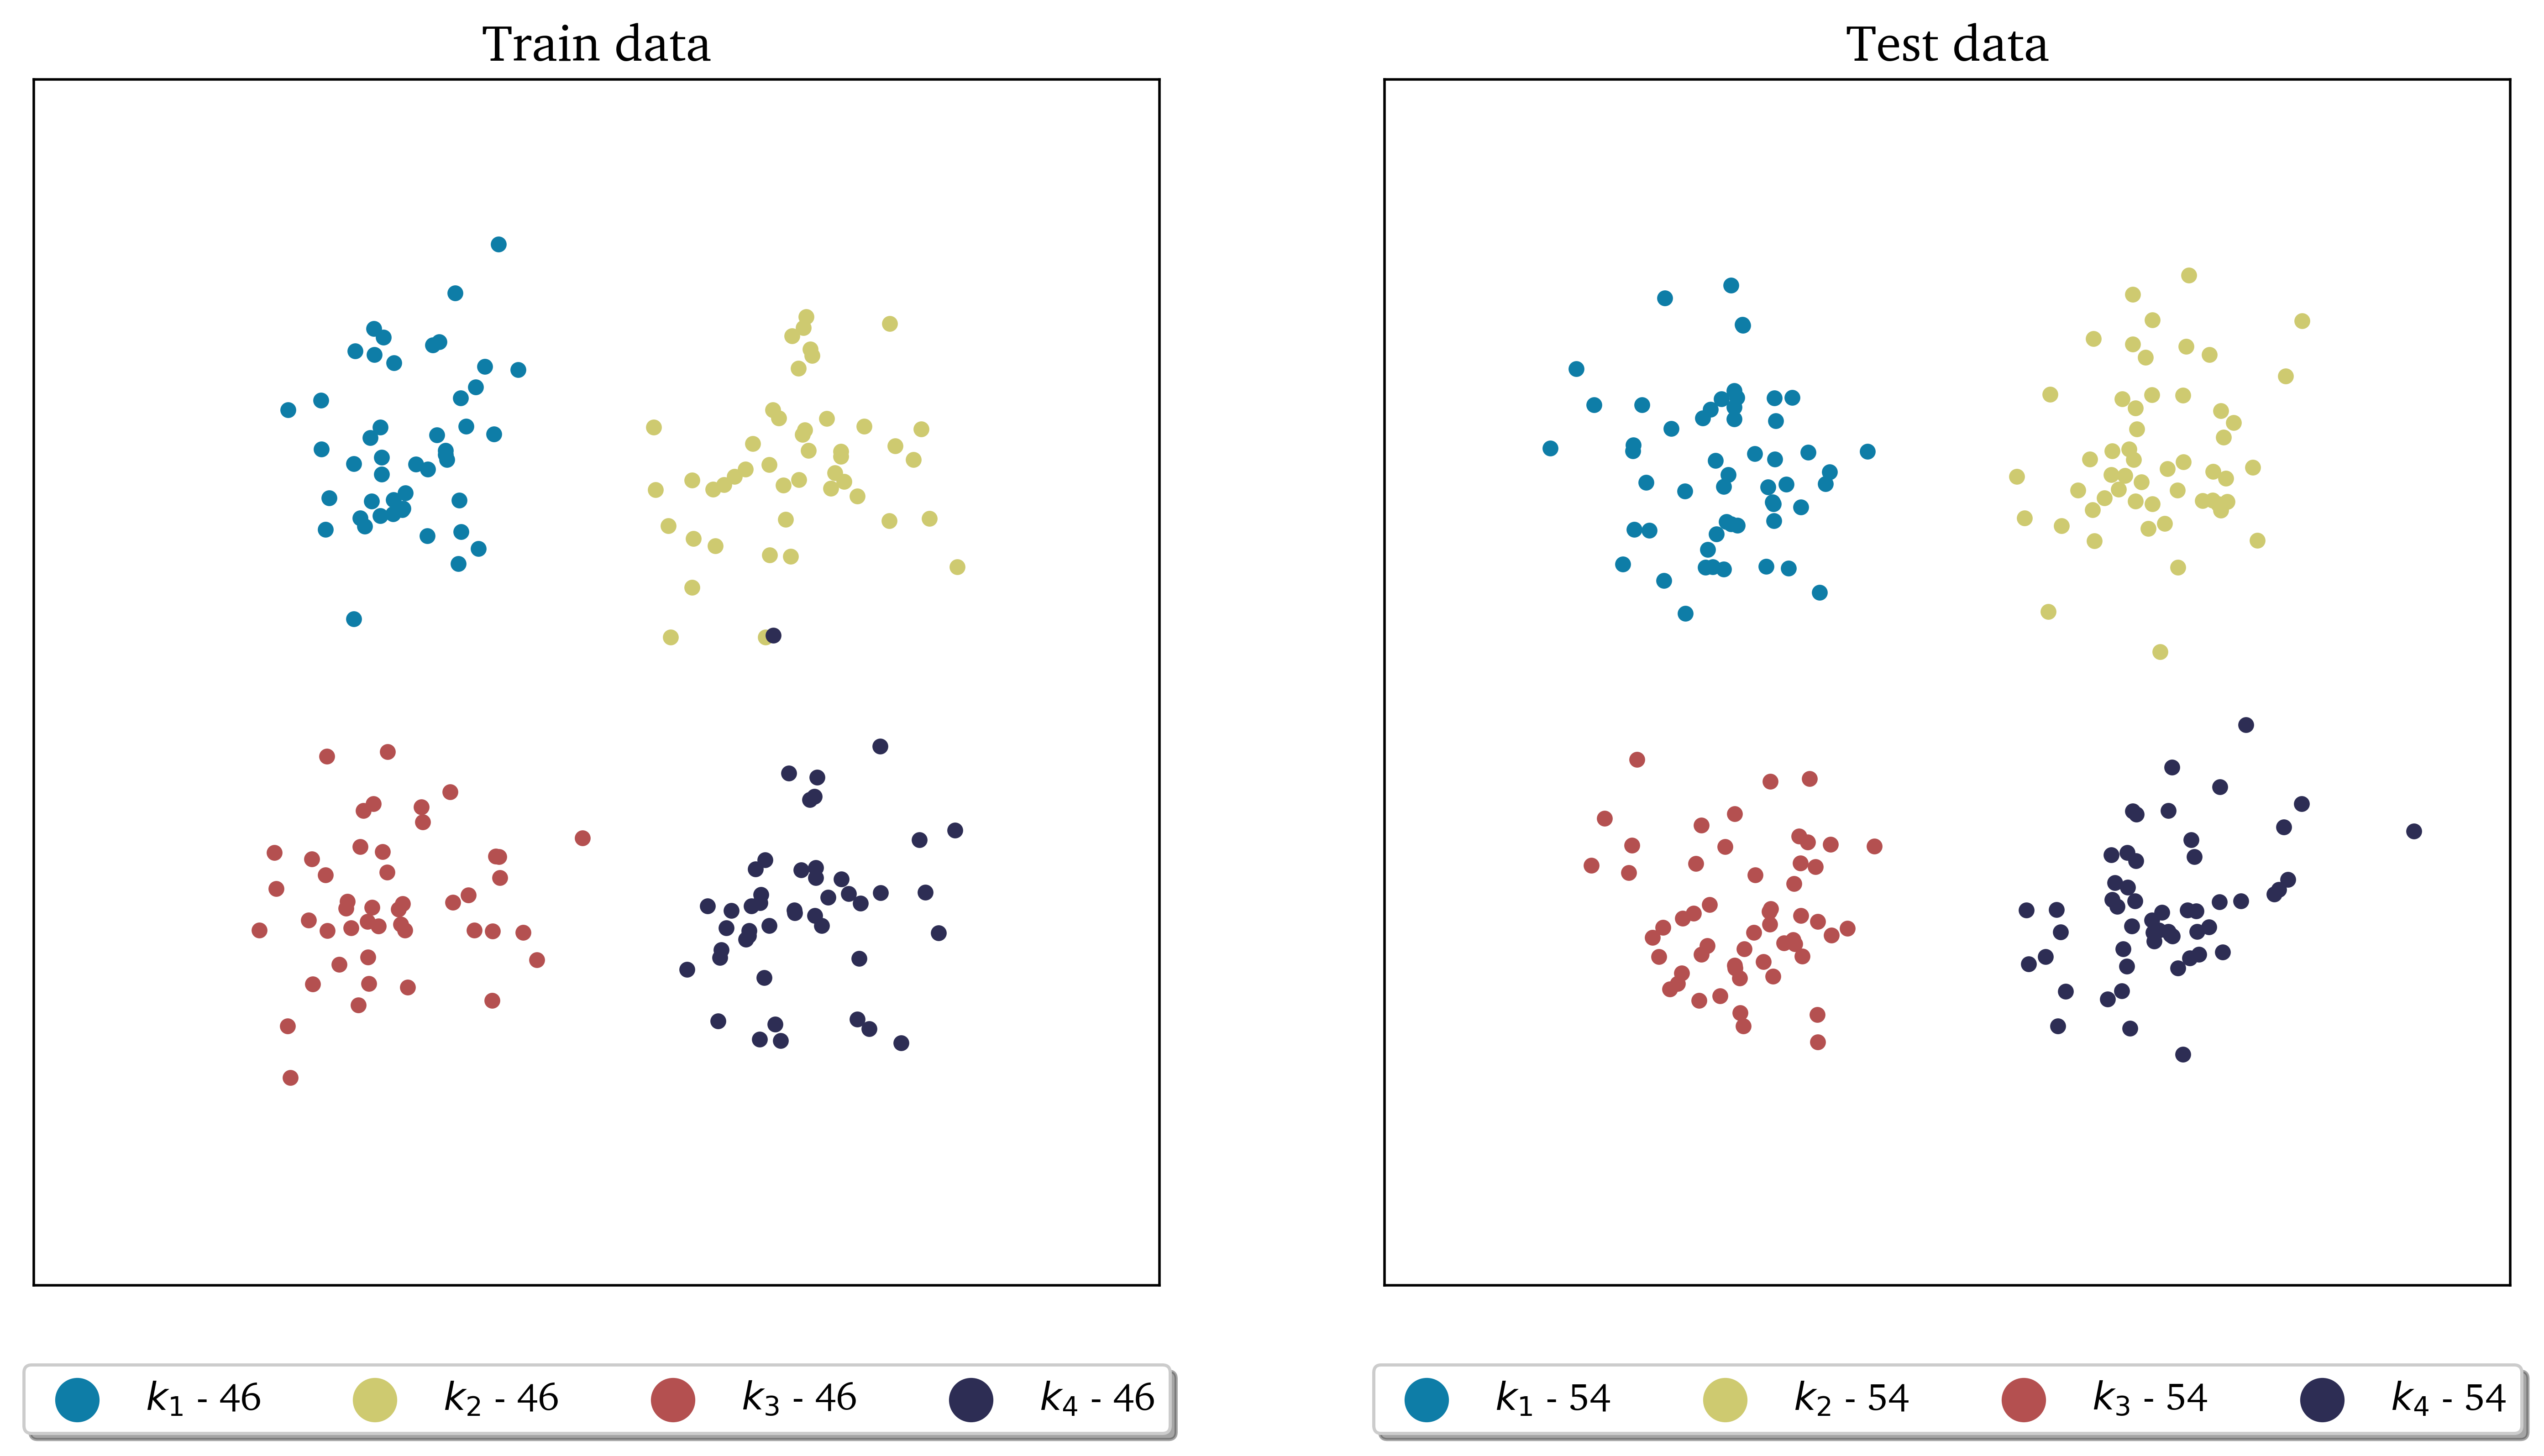 Train data
Test data
k₁ - 46 k₂ - 46 k₃ - 46 k₄ - 46
k₁ - 54 k₂ - 54 k₃ - 54 k₄ - 54